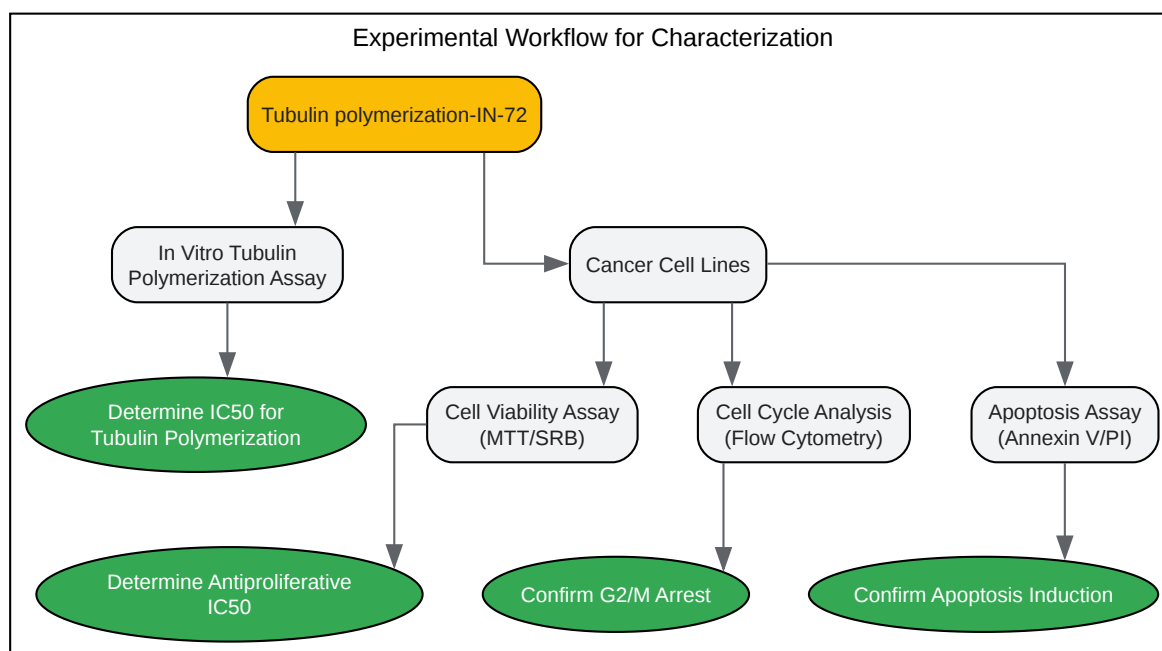 Experimental Workflow for Characterization
Tubulin polymerization-IN-72
In Vitro Tubulin
Polymerization Assay
Cancer Cell Lines
Determine IC50 for
Tubulin Polymerization
Cell Viability Assay
(MTT/SRB)
Cell Cycle Analysis
(Flow Cytometry)
Apoptosis Assay
(Annexin V/PI)
Determine Antiproliferative
IC50
Confirm G2/M Arrest
Confirm Apoptosis Induction